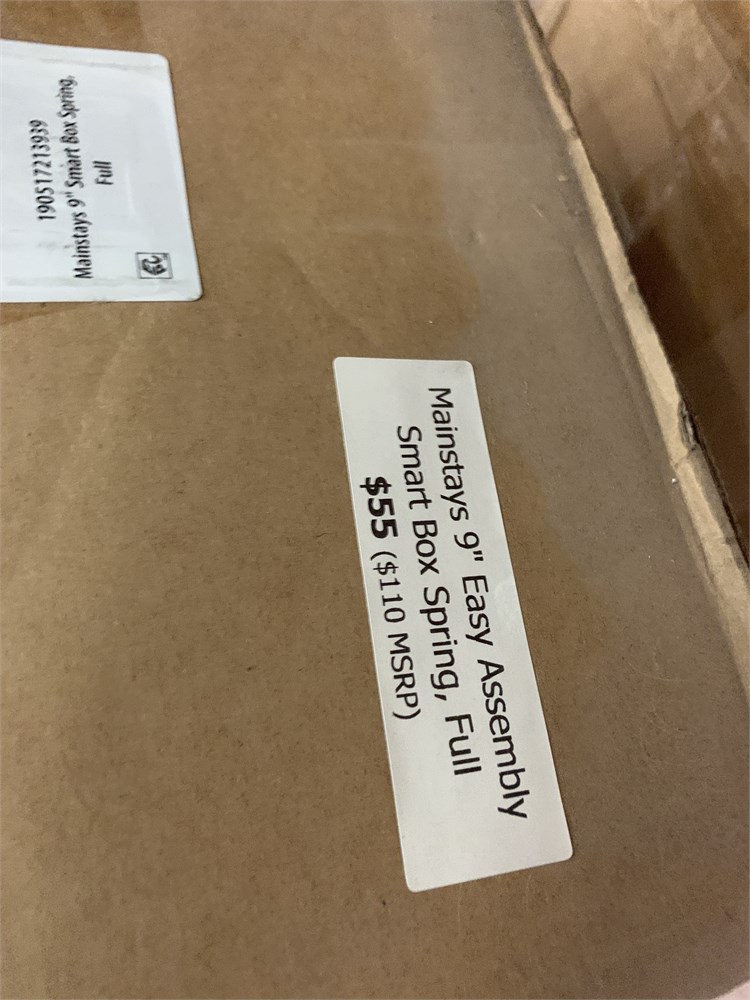 190517213939
Mainstays 9" Smart Box Spring,
Full
Mainstays 9" Easy Assembly
Smart Box Spring, Full
$55 ($110 MSRP)